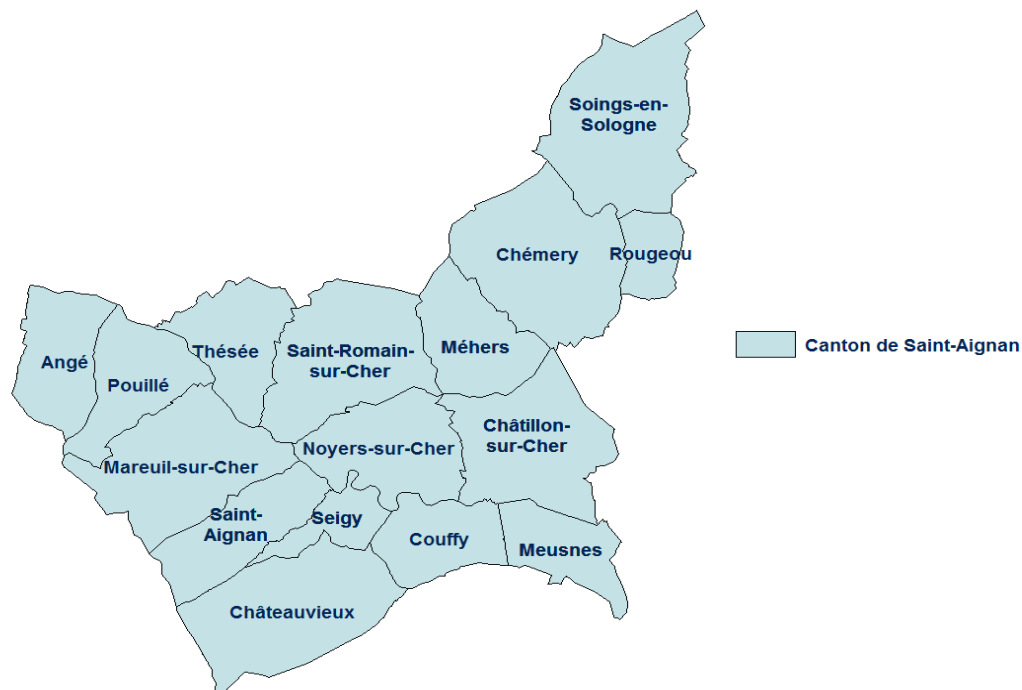 Soings-en-
Sologne
Chémery
Rougeou
Angé
Pouillé
Thésée
Saint-Romain-
sur-Cher
Méhers
Canton de Saint-Aignan
Mareuil-sur-Cher
Noyers-sur-Cher
Châtillon-
sur-Cher
Saint-
Aignan
Seigy
Couffy
Meusnes
Châteauvieux